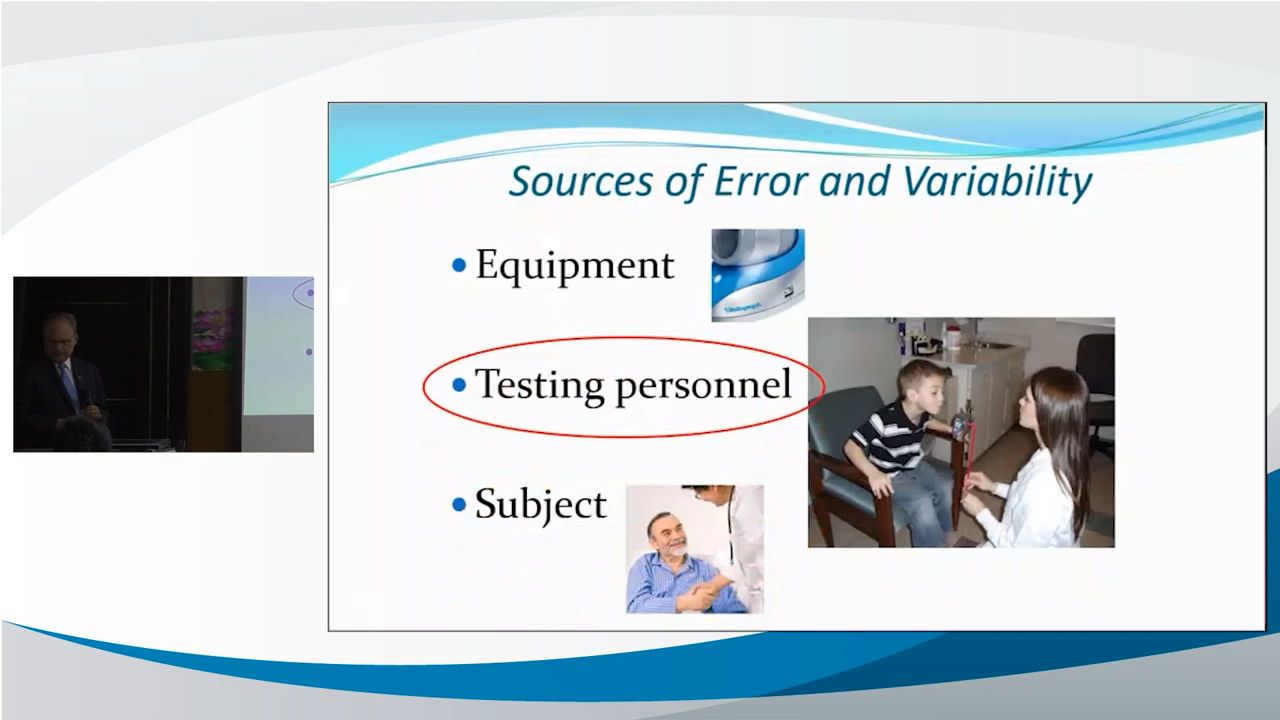 Sources of Error and Variability
• Equipment
• Testing personnel
• Subject